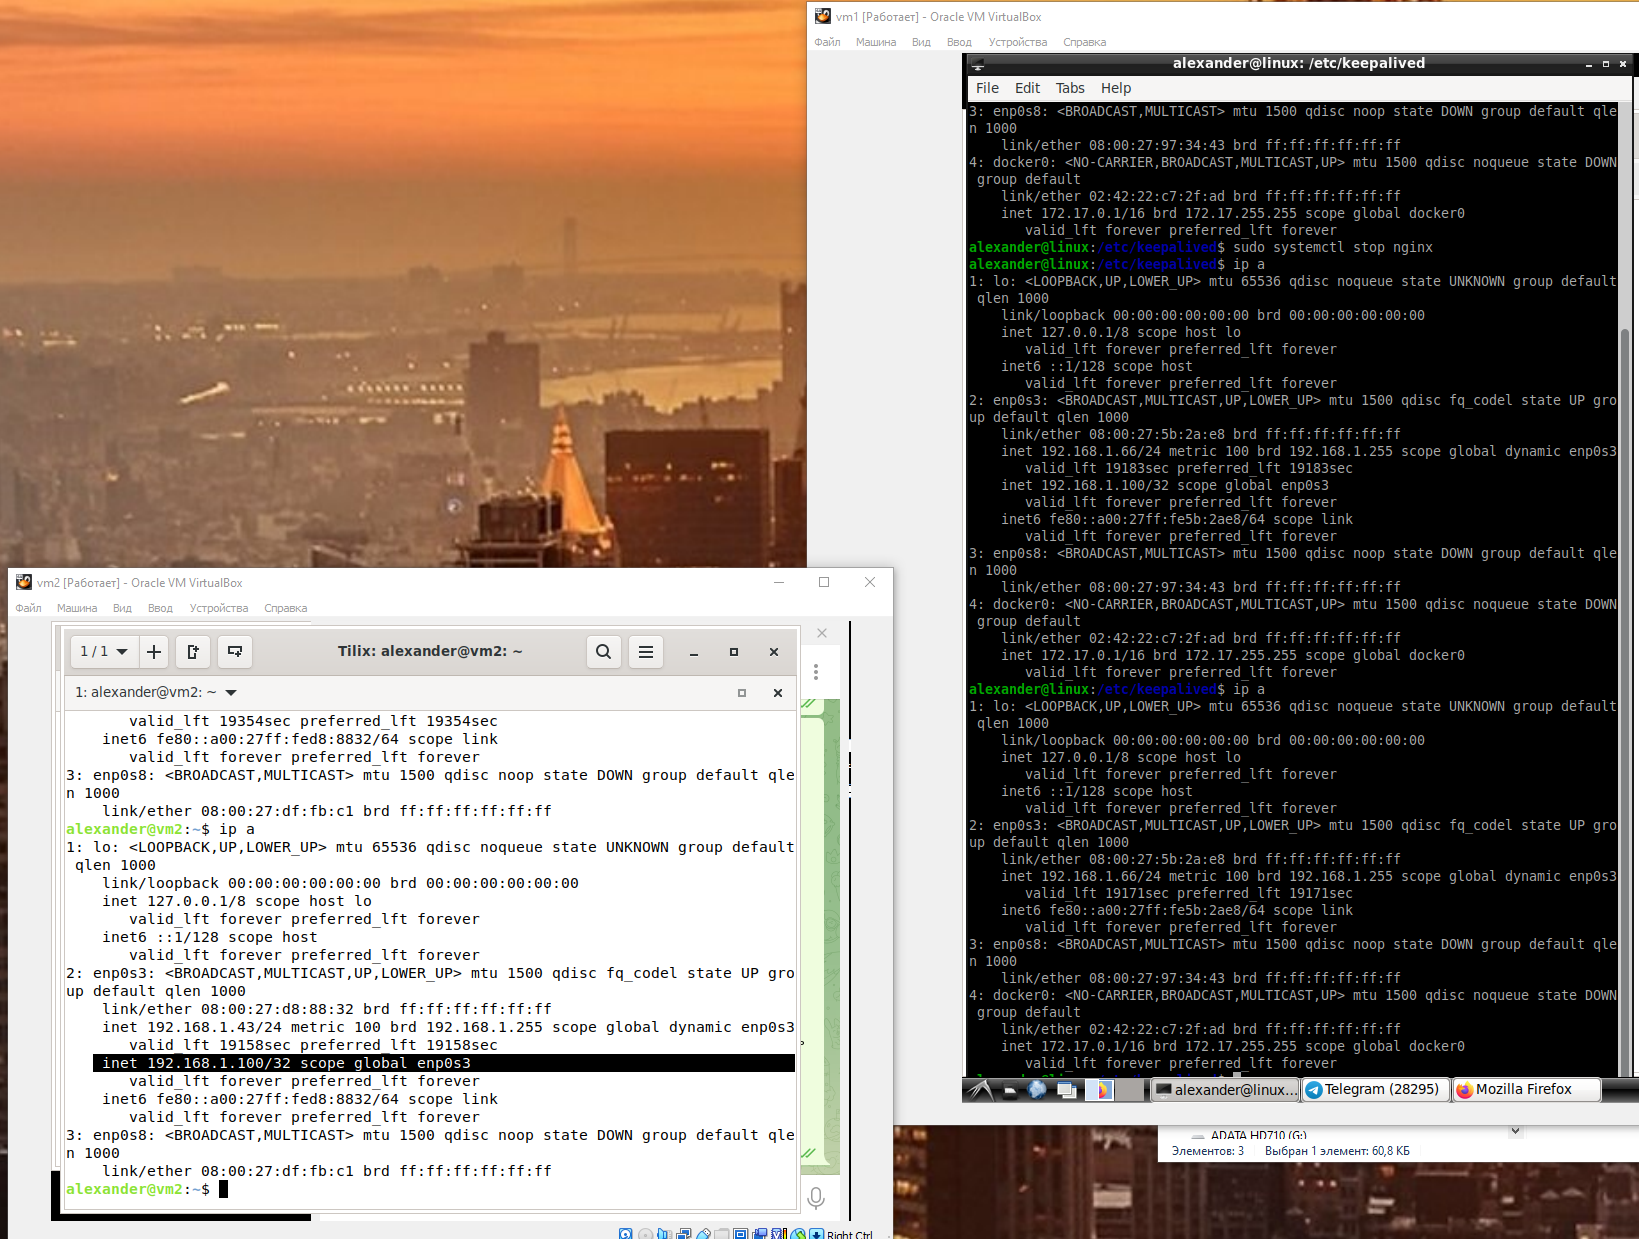 vm1 [Работает] - Oracle VM VirtualBox
Файл Машина Вид Ввод Устройства Справка
alexander@linux: /etc/keepalived
File Edit Tabs Help
3: enp0s8: <BROADCAST,MULTICAST> mtu 1500 qdisc noop state DOWN group default qle
n 1000
    link/ether 08:00:27:97:34:43 brd ff:ff:ff:ff:ff:ff
4: docker0: <NO-CARRIER,BROADCAST,MULTICAST,UP> mtu 1500 qdisc noqueue state DOWN
 group default
    link/ether 02:42:22:c7:2f:ad brd ff:ff:ff:ff:ff:ff
    inet 172.17.0.1/16 brd 172.17.255.255 scope global docker0
       valid_lft forever preferred_lft forever
alexander@linux:/etc/keepalived$ sudo systemctl stop nginx
alexander@linux:/etc/keepalived$ ip a
1: lo: <LOOPBACK,UP,LOWER_UP> mtu 65536 qdisc noqueue state UNKNOWN group default
 qlen 1000
    link/loopback 00:00:00:00:00:00 brd 00:00:00:00:00:00
    inet 127.0.0.1/8 scope host lo
       valid_lft forever preferred_lft forever
    inet6 ::1/128 scope host
       valid_lft forever preferred_lft forever
2: enp0s3: <BROADCAST,MULTICAST,UP,LOWER_UP> mtu 1500 qdisc fq_codel state UP gro
up default qlen 1000
    link/ether 08:00:27:5b:2a:e8 brd ff:ff:ff:ff:ff:ff
    inet 192.168.1.66/24 metric 100 brd 192.168.1.255 scope global dynamic enp0s3
       valid_lft 19183sec preferred_lft 19183sec
    inet 192.168.1.100/32 scope global enp0s3
       valid_lft forever preferred_lft forever
    inet6 fe80::a00:27ff:fe5b:2ae8/64 scope link
       valid_lft forever preferred_lft forever
3: enp0s8: <BROADCAST,MULTICAST> mtu 1500 qdisc noop state DOWN group default qle
n 1000
    link/ether 08:00:27:97:34:43 brd ff:ff:ff:ff:ff:ff
4: docker0: <NO-CARRIER,BROADCAST,MULTICAST,UP> mtu 1500 qdisc noqueue state DOWN
 group default
    link/ether 02:42:22:c7:2f:ad brd ff:ff:ff:ff:ff:ff
    inet 172.17.0.1/16 brd 172.17.255.255 scope global docker0
       valid_lft forever preferred_lft forever
alexander@linux:/etc/keepalived$ ip a
1: lo: <LOOPBACK,UP,LOWER_UP> mtu 65536 qdisc noqueue state UNKNOWN group default
 qlen 1000
    link/loopback 00:00:00:00:00:00 brd 00:00:00:00:00:00
    inet 127.0.0.1/8 scope host lo
       valid_lft forever preferred_lft forever
    inet6 ::1/128 scope host
       valid_lft forever preferred_lft forever
2: enp0s3: <BROADCAST,MULTICAST,UP,LOWER_UP> mtu 1500 qdisc fq_codel state UP gro
up default qlen 1000
    link/ether 08:00:27:5b:2a:e8 brd ff:ff:ff:ff:ff:ff
    inet 192.168.1.66/24 metric 100 brd 192.168.1.255 scope global dynamic enp0s3
       valid_lft 19171sec preferred_lft 19171sec
    inet6 fe80::a00:27ff:fe5b:2ae8/64 scope link
       valid_lft forever preferred_lft forever
3: enp0s8: <BROADCAST,MULTICAST> mtu 1500 qdisc noop state DOWN group default qle
n 1000
    link/ether 08:00:27:97:34:43 brd ff:ff:ff:ff:ff:ff
4: docker0: <NO-CARRIER,BROADCAST,MULTICAST,UP> mtu 1500 qdisc noqueue state DOWN
 group default
    link/ether 02:42:22:c7:2f:ad brd ff:ff:ff:ff:ff:ff
    inet 172.17.0.1/16 brd 172.17.255.255 scope global docker0
       valid_lft forever preferred_lft forever
alexander@linux... Telegram (28295) Mozilla Firefox
ADATA HD710 (G:)
Элементов: 3 Выбран 1 элемент: 60,8 КБ
vm2 [Работает] - Oracle VM VirtualBox
Файл Машина Вид Ввод Устройства Справка
1 / 1 Tilix: alexander@vm2: ~
1: alexander@vm2: ~
       valid_lft 19354sec preferred_lft 19354sec
    inet6 fe80::a00:27ff:fed8:8832/64 scope link
       valid_lft forever preferred_lft forever
3: enp0s8: <BROADCAST,MULTICAST> mtu 1500 qdisc noop state DOWN group default qle
n 1000
    link/ether 08:00:27:df:fb:c1 brd ff:ff:ff:ff:ff:ff
alexander@vm2:~$ ip a
1: lo: <LOOPBACK,UP,LOWER_UP> mtu 65536 qdisc noqueue state UNKNOWN group default
 qlen 1000
    link/loopback 00:00:00:00:00:00 brd 00:00:00:00:00:00
    inet 127.0.0.1/8 scope host lo
       valid_lft forever preferred_lft forever
    inet6 ::1/128 scope host
       valid_lft forever preferred_lft forever
2: enp0s3: <BROADCAST,MULTICAST,UP,LOWER_UP> mtu 1500 qdisc fq_codel state UP gro
up default qlen 1000
    link/ether 08:00:27:d8:88:32 brd ff:ff:ff:ff:ff:ff
    inet 192.168.1.43/24 metric 100 brd 192.168.1.255 scope global dynamic enp0s3
       valid_lft 19158sec preferred_lft 19158sec
    inet 192.168.1.100/32 scope global enp0s3
       valid_lft forever preferred_lft forever
    inet6 fe80::a00:27ff:fed8:8832/64 scope link
       valid_lft forever preferred_lft forever
3: enp0s8: <BROADCAST,MULTICAST> mtu 1500 qdisc noop state DOWN group default qle
n 1000
    link/ether 08:00:27:df:fb:c1 brd ff:ff:ff:ff:ff:ff
alexander@vm2:~$
Right Ctrl